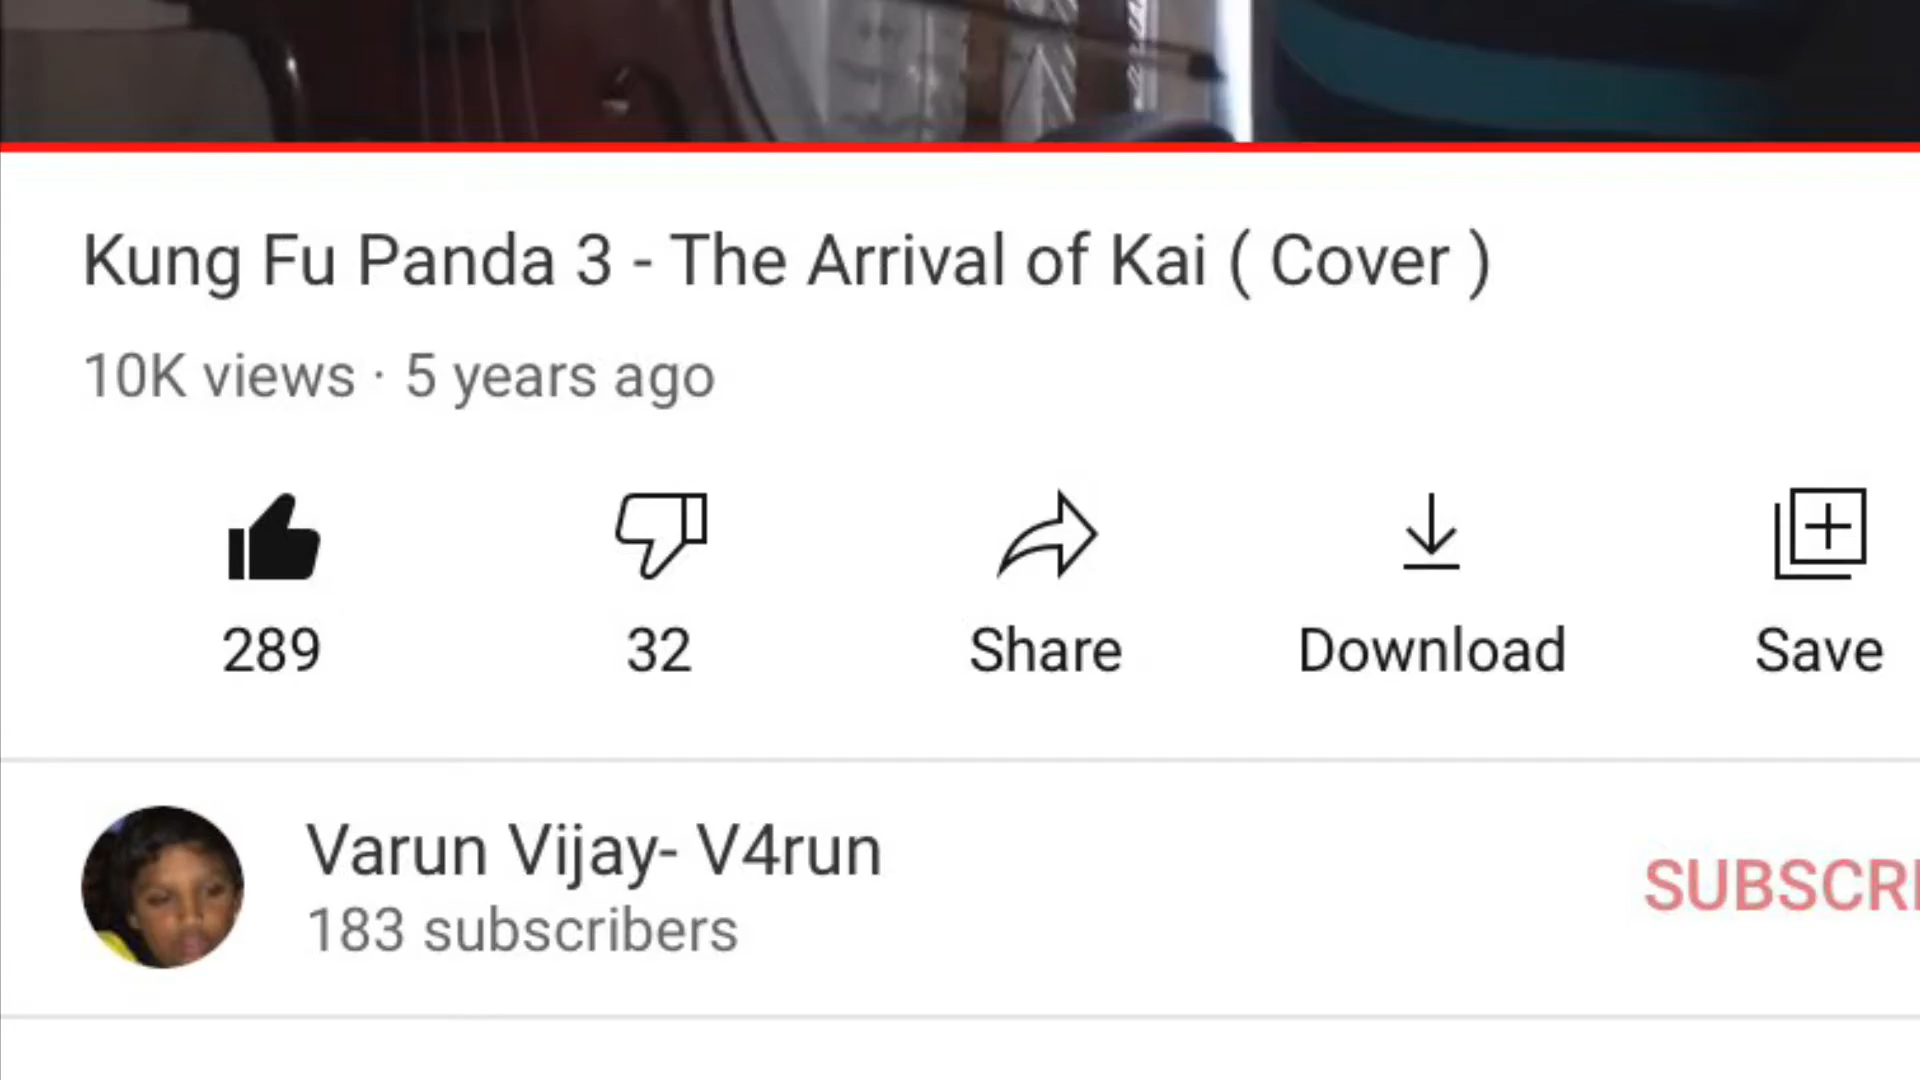 Kung Fu Panda 3 - The Arrival of Kai ( Cover )
10K views · 5 years ago
289 32 Share Download Save
Varun Vijay- V4run
183 subscribers
SUBSCRI